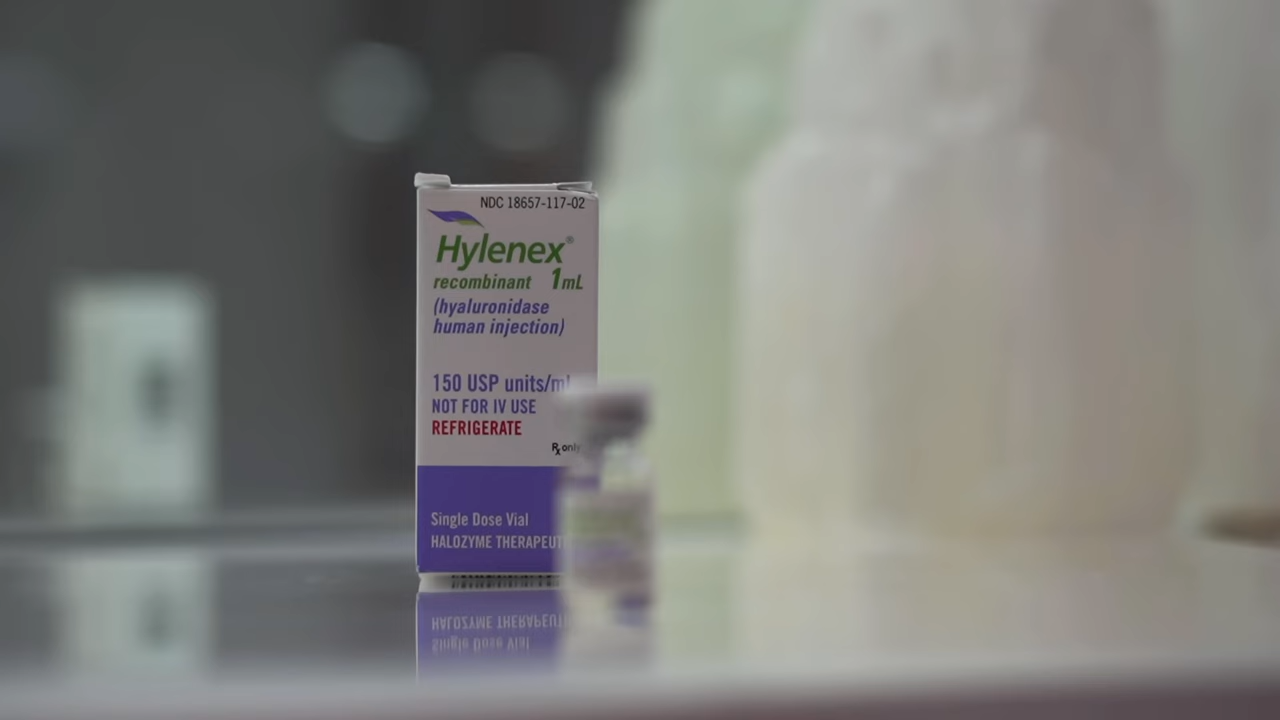 NDC 18657-117-02
Hylenex®
recombinant 1mL
(hyaluronidase
human injection)
150 USP units/mL
NOT FOR IV USE
REFRIGERATE
Rx only
Single Dose Vial
HALOZYME THERAPEUT